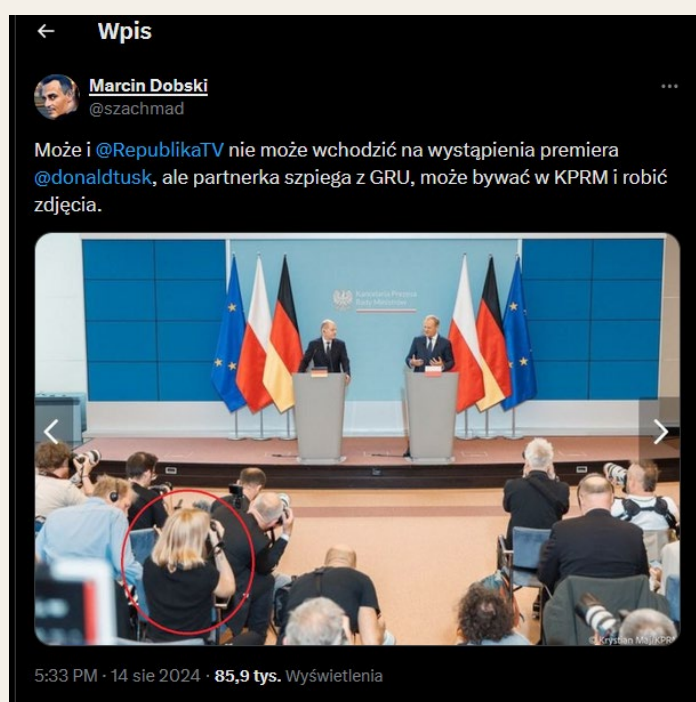 Wpis
Marcin Dobski
@szachmad
Może i @RepublikaTV nie może wchodzić na wystąpienia premiera
@donaldtusk, ale partnerka szpiega z GRU, może bywać w KPRM i robić
zdjęcia.
Kancelaria Prezesa
Rady Ministrów
© Krystian Maj/KPR
5:33 PM · 14 sie 2024 · 85,9 tys. Wyświetlenia